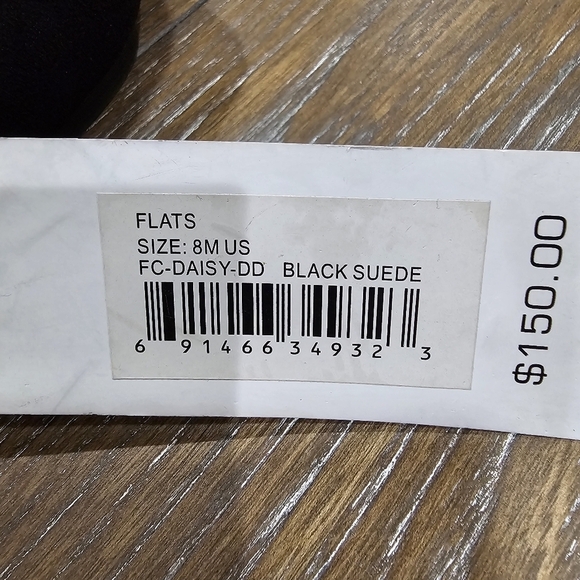 FLATS
SIZE: 8M US
FC-DAISY-DD BLACK SUEDE
6 91466 34932 3
$150.00